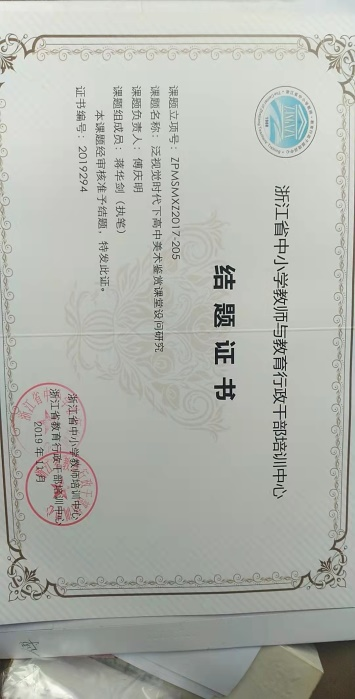 浙江省中小学教师与教育行政干部培训中心
结题证书
课题立项号：ZPMSMXZ2017-205
课题名称：泛视觉时代下高中美术鉴赏课堂设问研究
课题负责人：傅庆明
课题组成员：蒋华剑（执笔）
本课题经审核准予结题，特发此证。
证书编号：2019294
浙江省中小学教师培训中心
浙江省教育行政干部培训中心
2019年11月